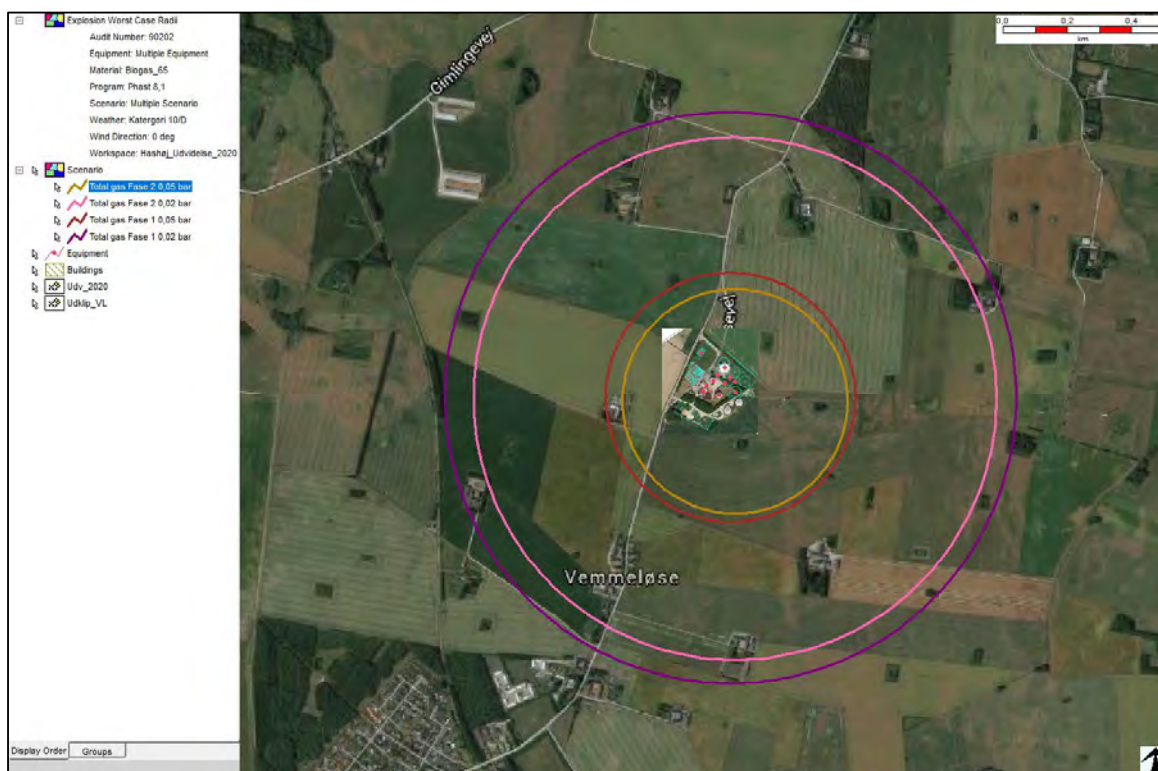 Explosion Worst Case Radii
Audit Number: 90202
Equipment: Multiple Equipment
Material: Biogas_65
Program: Phast 8,1
Scenario: Multiple Scenario
Weather: Katergori 10/D
Wind Direction: 0 deg
Workspace: Hashøj_Udvidelse_2020
Scenario
Total gas Fase 2 0,05 bar
Total gas Fase 2 0,02 bar
Total gas Fase 1 0,05 bar
Total gas Fase 1 0,02 bar
Equipment
Buildings
Udv_2020
Udklip_VL
Display Order Groups
0,0 0,2 0,4
km
Gimlingevej
Vemmeløse